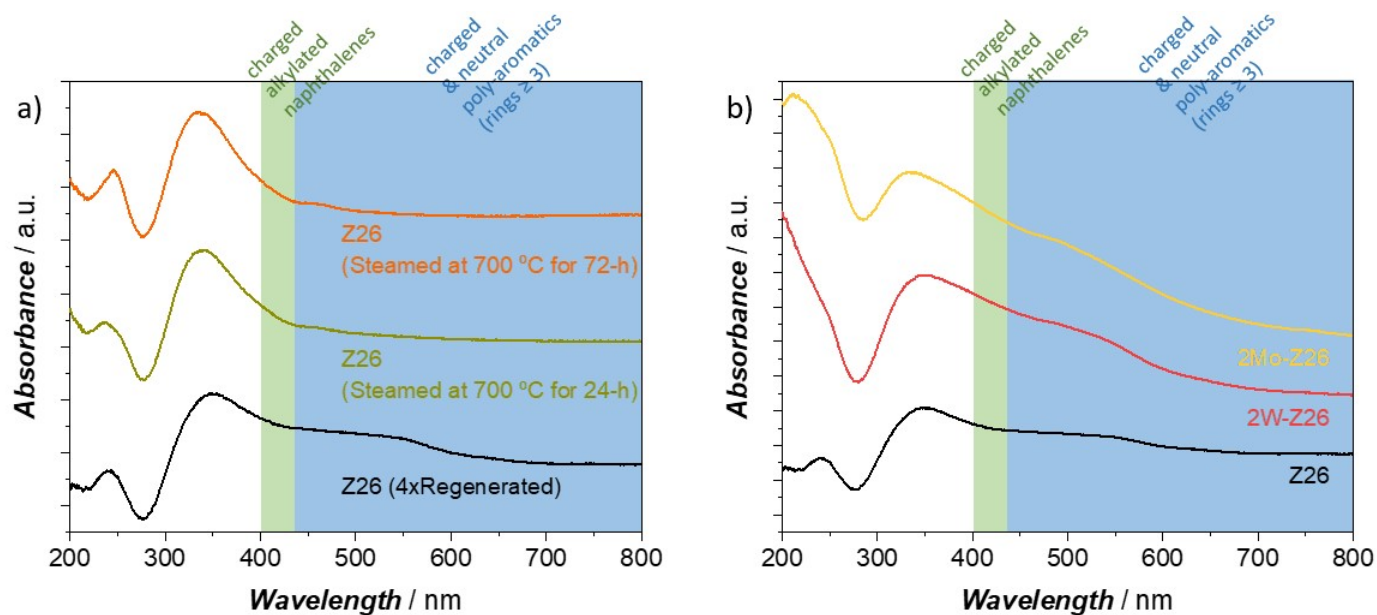 charged
alkylated
naphthalenes
charged
& neutral
poly-aromatics
(rings ≥ 3)
a)
Absorbance / a.u.
Z26
(Steamed at 700 ºC for 72-h)
Z26
(Steamed at 700 ºC for 24-h)
Z26 (4xRegenerated)
200 300 400 500 600 700 800
Wavelength / nm
charged
alkylated
naphthalenes
charged
& neutral
poly-aromatics
(rings ≥ 3)
b)
Absorbance / a.u.
2Mo-Z26
2W-Z26
Z26
200 300 400 500 600 700 800
Wavelength / nm